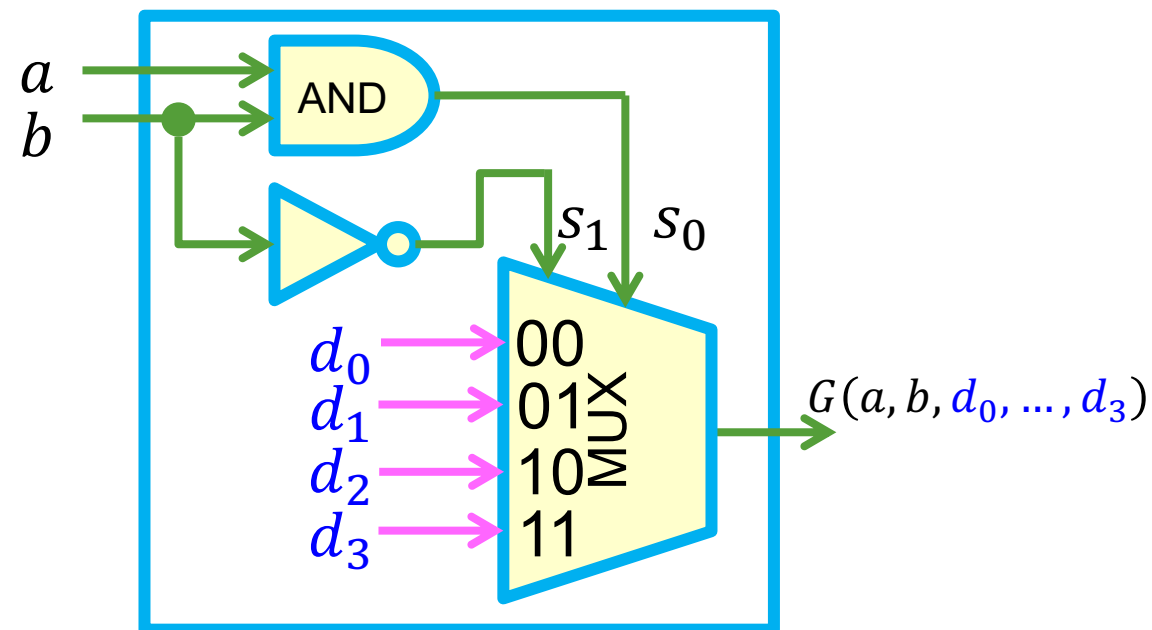 a
AND
b
s₁
s₀
d₀
00
d₁
01
MUX
G(a, b, d₀, ... , d₃)
d₂
10
d₃
11